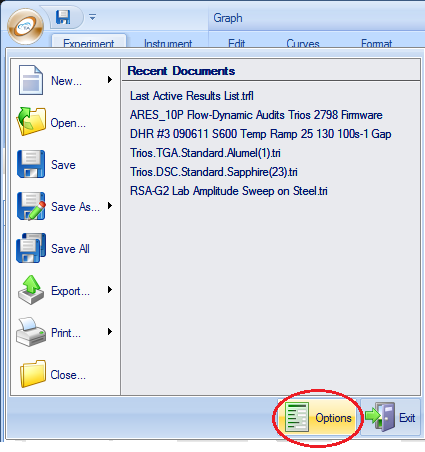 Graph
Experiment Instrument Edit Curves Format
Recent Documents
New...
Open...
Save
Save As...
Save All
Export...
Print...
Close...
Last Active Results List.trfl
ARES_10P Flow-Dynamic Audits Trios 2798 Firmware
DHR #3 090611 S600 Temp Ramp 25 130 100s-1 Gap
Trios.TGA.Standard.Alumel(1).tri
Trios.DSC.Standard.Sapphire(23).tri
RSA-G2 Lab Amplitude Sweep on Steel.tri
Options Exit